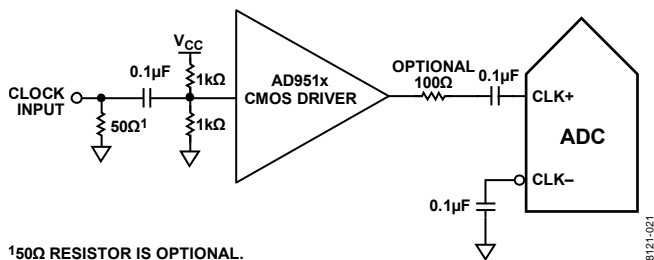 VCC
0.1µF
1kΩ
CLOCK
INPUT
50Ω1
1kΩ
AD951x
CMOS DRIVER
OPTIONAL
100Ω
0.1µF
CLK+
ADC
CLK–
0.1µF
150Ω RESISTOR IS OPTIONAL.
8121-021